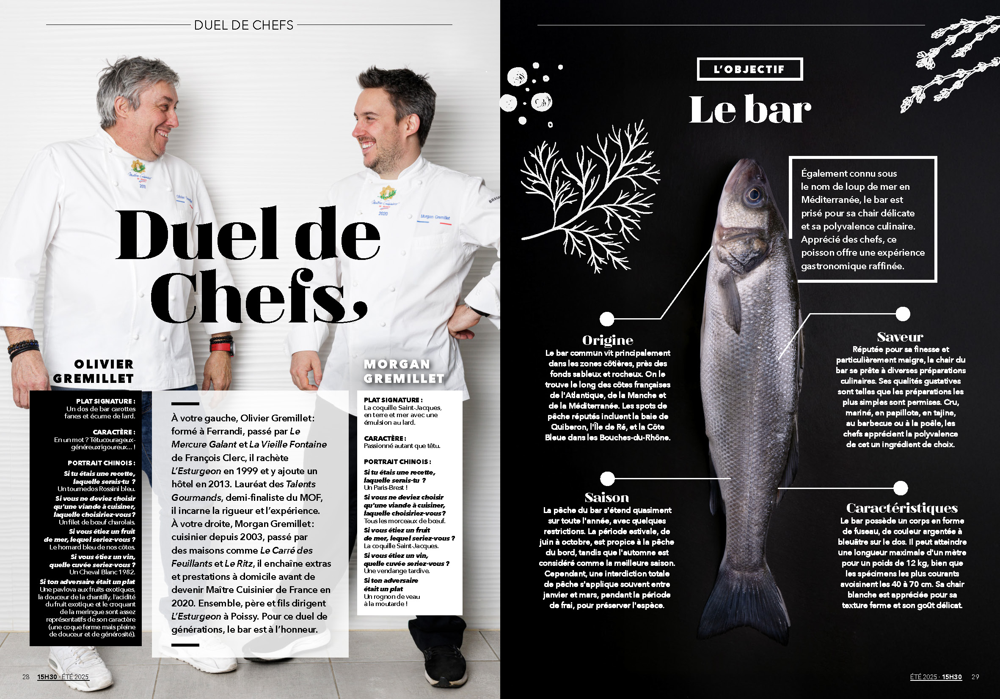 DUEL DE CHEFS
Maîtres Cuisiniers
DE FRANCE
2011
Olivier
Maîtres Cuisiniers
DE FRANCE
2020
Morgan Gremillet
Duel de
Chefs
OLIVIER
GREMILLET
PLAT SIGNATURE :
Un dos de bar carottes
fanes et écume de lard.
CARACTÈRE :
En un mot ? Tétucourageux-
généreuxrigoureux... !
PORTRAIT CHINOIS :
Si tu étais une recette,
laquelle serais-tu ?
Un tournedos Rossini bleu.
Si vous ne deviez choisir
qu'une viande à cuisiner,
laquelle choisiriez-vous ?
Un filet de bœuf charolais.
Si vous étiez un fruit
de mer, lequel seriez-vous ?
Le homard bleu de nos côtes.
Si vous étiez un vin,
quelle cuvée seriez-vous ?
Un Cheval Blanc 1982.
Si ton adversaire était un plat
Une pavlova aux fruits exotiques,
la douceur de la chantilly, l'acidité
du fruit exotique et le croquant
de la meringue sont assez
représentatifs de son caractère
(une coque ferme mais pleine
de douceur et de générosité).
À votre gauche, Olivier Gremillet :
formé à Ferrandi, passé par Le
Mercure Galant et La Vieille Fontaine
de François Clerc, il rachète
L'Esturgeon en 1999 et y ajoute un
hôtel en 2013. Lauréat des Talents
Gourmands, demi-finaliste du MOF,
il incarne la rigueur et l'expérience.
À votre droite, Morgan Gremillet :
cuisinier depuis 2003, passé par
des maisons comme Le Carré des
Feuillants et Le Ritz, il enchaîne extras
et prestations à domicile avant de
devenir Maître Cuisinier de France en
2020. Ensemble, père et fils dirigent
L'Esturgeon à Poissy. Pour ce duel de
générations, le bar est à l'honneur.
MORGAN
GREMILLET
PLAT SIGNATURE :
La coquille Saint-Jacques,
en terre et mer avec une
émulsion au lard.
CARACTÈRE :
Passionné autant que têtu.
PORTRAIT CHINOIS :
Si tu étais une recette,
laquelle serais-tu ?
Un Paris-Brest !
Si vous ne deviez choisir
qu'une viande à cuisiner,
laquelle choisiriez-vous ?
Tous les morceaux de bœuf.
Si vous étiez un fruit
de mer, lequel seriez-vous ?
La coquille Saint-Jacques.
Si vous étiez un vin,
quelle cuvée seriez-vous ?
Une vendange tardive.
Si ton adversaire
était un plat
Un rognon de veau
à la moutarde !
28 15H30 · ÉTÉ 2025
L'OBJECTIF
Le bar
Également connu sous
le nom de loup de mer en
Méditerranée, le bar est
prisé pour sa chair délicate
et sa polyvalence culinaire.
Apprécié des chefs, ce
poisson offre une expérience
gastronomique raffinée.
Origine
Le bar commun vit principalement
dans les zones côtières, près des
fonds sableux et rocheux. On le
trouve le long des côtes françaises
de l'Atlantique, de la Manche et
de la Méditerranée. Les spots de
pêche réputés incluent la baie de
Quiberon, l'Île de Ré, et la Côte
Bleue dans les Bouches-du-Rhône.
Saveur
Réputée pour sa finesse et
particulièrement maigre, la chair du
bar se prête à diverses préparations
culinaires. Ses qualités gustatives
sont telles que les préparations les
plus simples sont permises. Cru,
mariné, en papillote, en tajine,
au barbecue ou à la poêle, les
chefs apprécient la polyvalence
de cet un ingrédient de choix.
Saison
La pêche du bar s'étend quasiment
sur toute l'année, avec quelques
restrictions. La période estivale, de
juin à octobre, est propice à la pêche
du bord, tandis que l'automne est
considéré comme la meilleure saison.
Cependant, une interdiction totale
de pêche s'applique souvent entre
janvier et mars, pendant la période
de frai, pour préserver l'espèce.
Caractéristiques
Le bar possède un corps en forme
de fuseau, de couleur argentée à
bleuâtre sur le dos. Il peut atteindre
une longueur maximale d'un mètre
pour un poids de 12 kg, bien que
les spécimens les plus courants
avoisinent les 40 à 70 cm. Sa chair
blanche est appréciée pour sa
texture ferme et son goût délicat.
ÉTÉ 2025 · 15H30 29